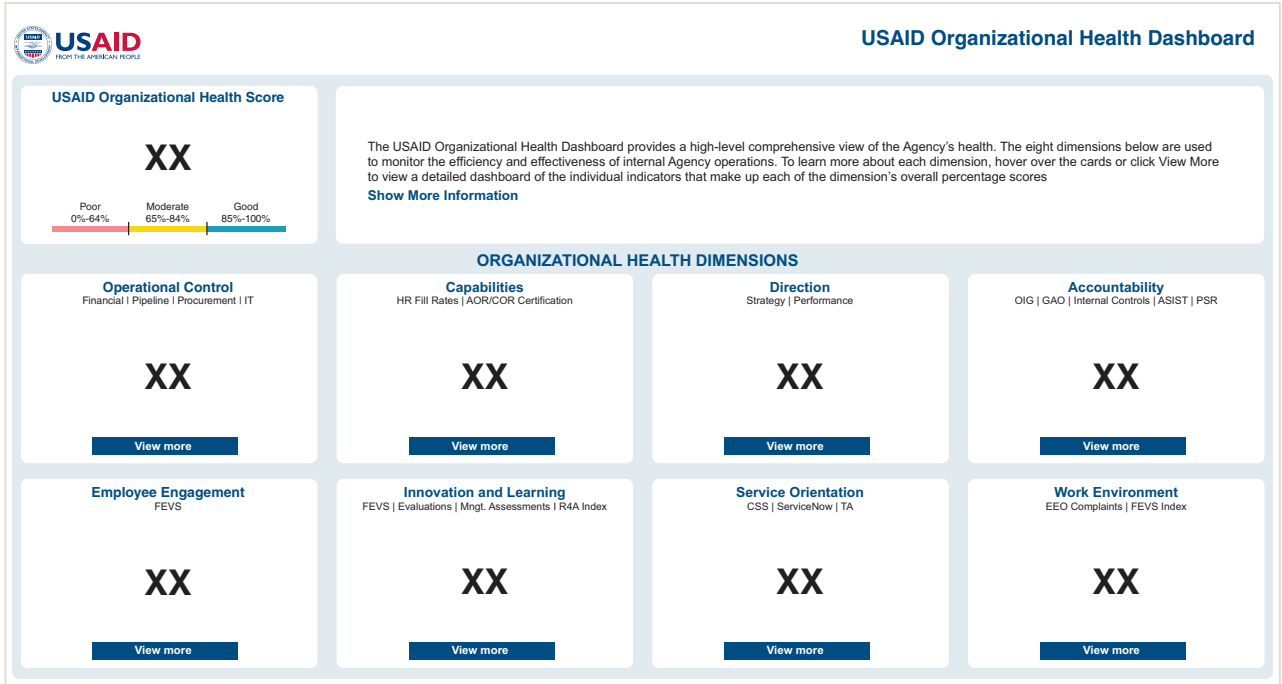 USAID
FROM THE AMERICAN PEOPLE
USAID Organizational Health Dashboard
USAID Organizational Health Score
XX
Poor
0%-64%
Moderate
65%-84%
Good
85%-100%
The USAID Organizational Health Dashboard provides a high-level comprehensive view of the Agency's health. The eight dimensions below are used
to monitor the efficiency and effectiveness of internal Agency operations. To learn more about each dimension, hover over the cards or click View More
to view a detailed dashboard of the individual indicators that make up each of the dimension's overall percentage scores
Show More Information
ORGANIZATIONAL HEALTH DIMENSIONS
Operational Control
Financial | Pipeline | Procurement | IT
XX
View more
Capabilities
HR Fill Rates | AOR/COR Certification
XX
View more
Direction
Strategy | Performance
XX
View more
Accountability
OIG | GAO | Internal Controls | ASIST | PSR
XX
View more
Employee Engagement
FEVS
XX
View more
Innovation and Learning
FEVS | Evaluations | Mngt. Assessments I R4A Index
XX
View more
Service Orientation
CSS | ServiceNow | TA
XX
View more
Work Environment
EEO Complaints | FEVS Index
XX
View more